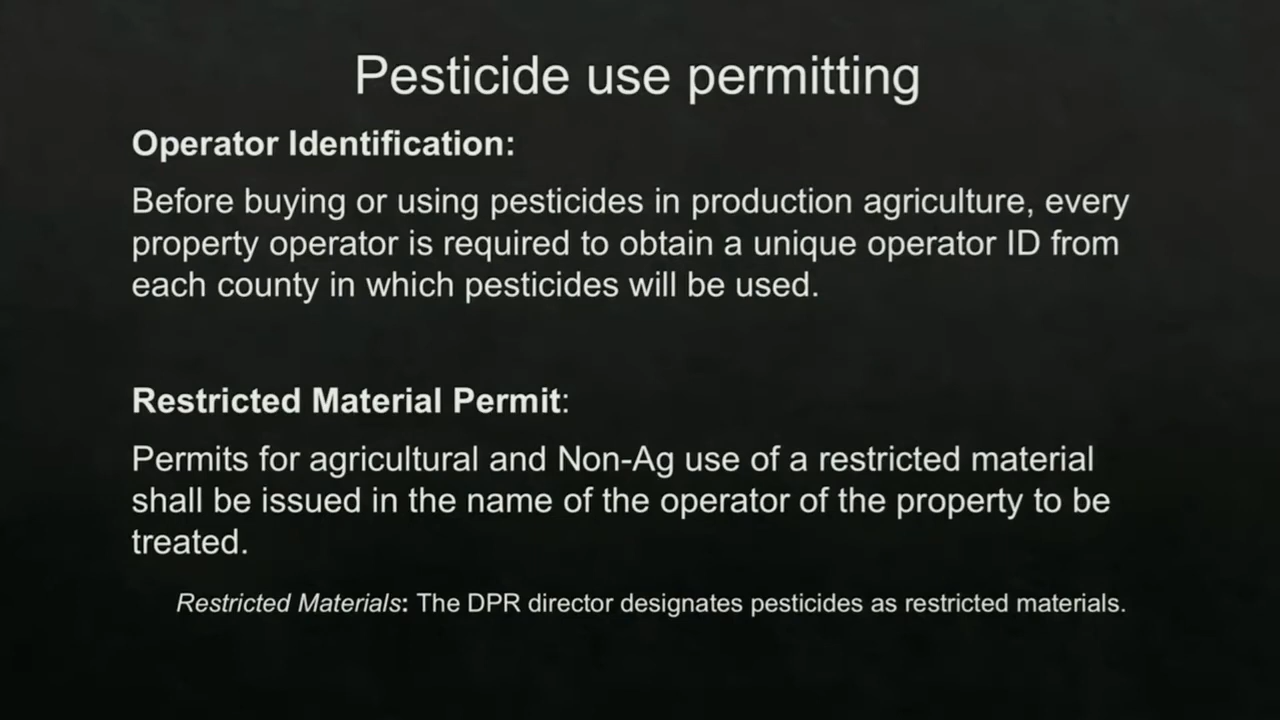 Pesticide use permitting
Operator Identification:
Before buying or using pesticides in production agriculture, every
property operator is required to obtain a unique operator ID from
each county in which pesticides will be used.
Restricted Material Permit:
Permits for agricultural and Non-Ag use of a restricted material
shall be issued in the name of the operator of the property to be
treated.
Restricted Materials: The DPR director designates pesticides as restricted materials.